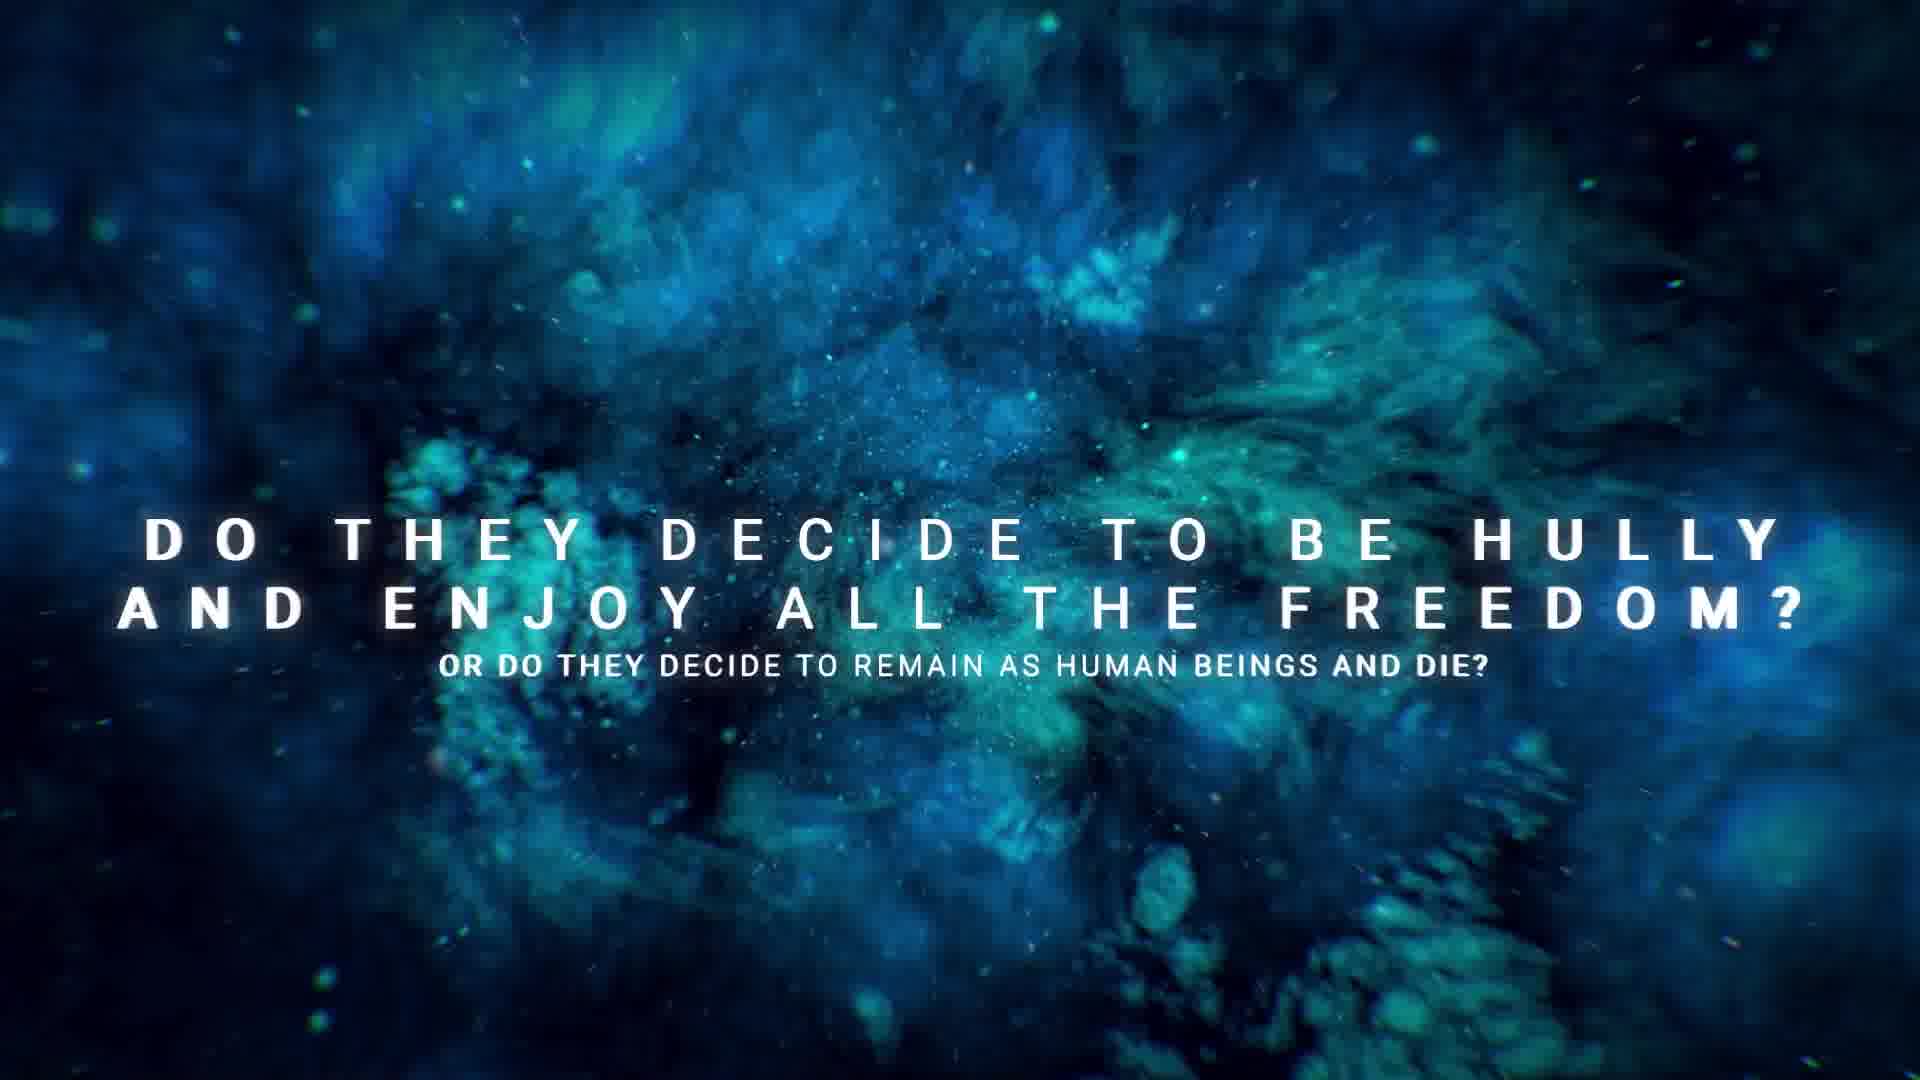 DO THEY DECIDE TO BE HULLY
AND ENJOY ALL THE FREEDOM?
OR DO THEY DECIDE TO REMAIN AS HUMAN BEINGS AND DIE?